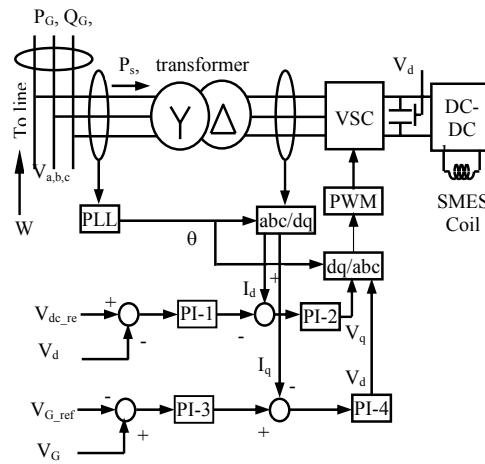 P_G, Q_G,
P_s, transformer
V_d
To line
VSC
DC-
DC
V_a,b,c
W
PLL
abc/dq
PWM
SMES
Coil
θ
dq/abc
I_d
+
V_dc_re
+
PI-1
PI-2
V_d
-
-
V_q
I_q
V_d
V_G_ref
-
PI-3
-
PI-4
V_G
+
+